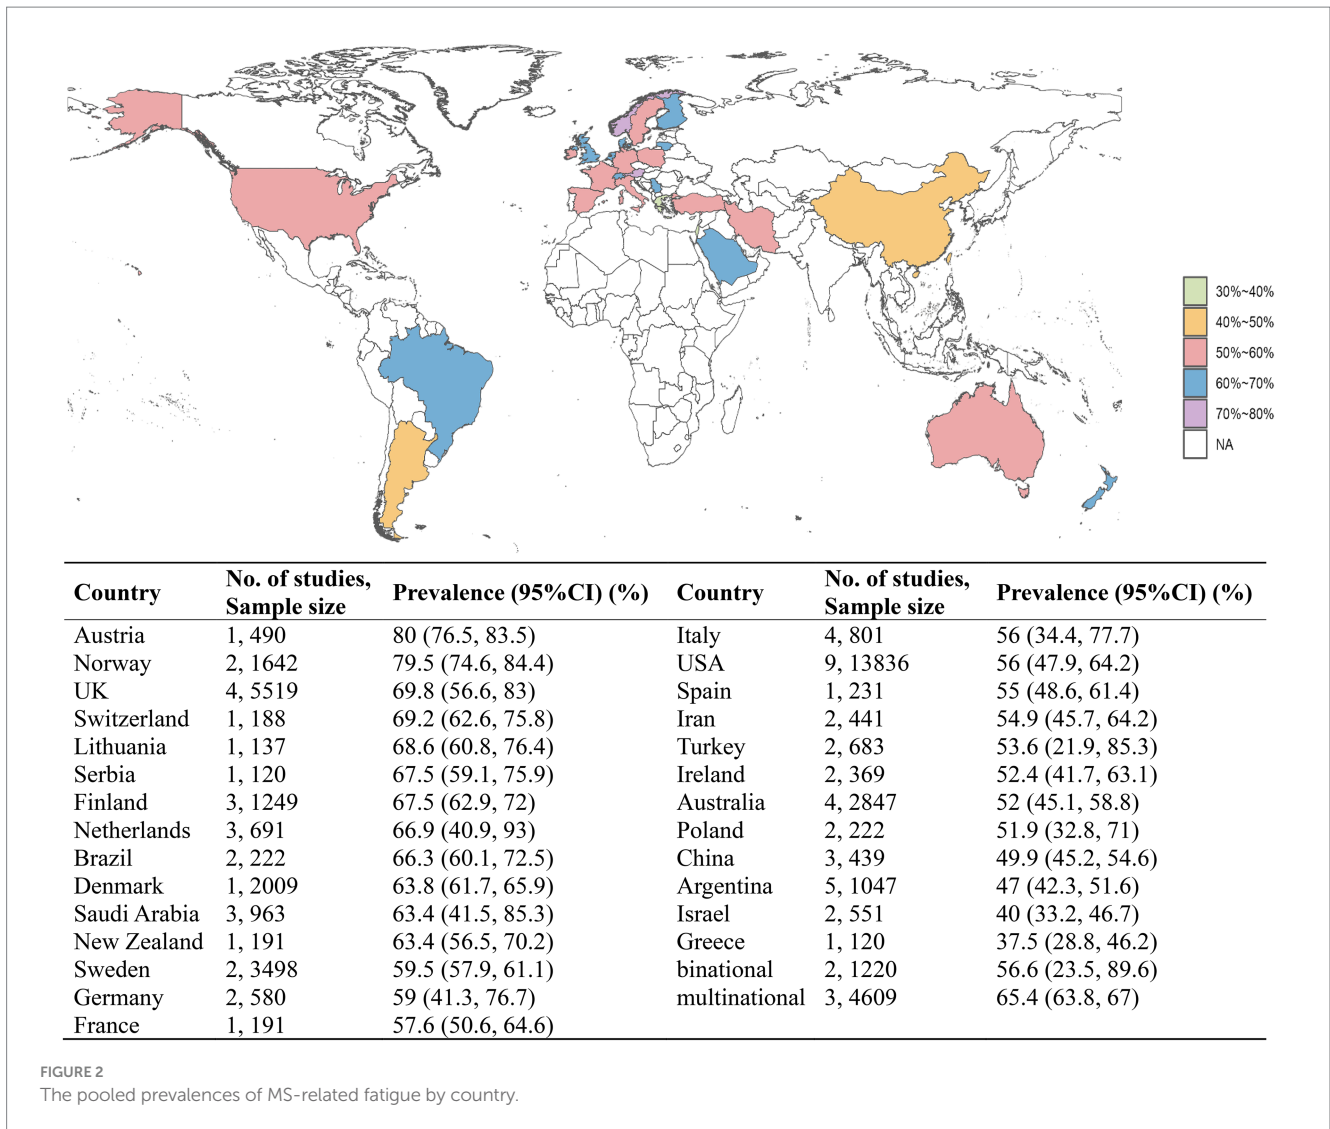 30%~40%
40%~50%
50%~60%
60%~70%
70%~80%
NA
Country No. of studies, Sample size Prevalence (95%CI) (%) Country No. of studies, Sample size Prevalence (95%CI) (%)
Austria 1, 490 80 (76.5, 83.5) Italy 4, 801 56 (34.4, 77.7)
Norway 2, 1642 79.5 (74.6, 84.4) USA 9, 13836 56 (47.9, 64.2)
UK 4, 5519 69.8 (56.6, 83) Spain 1, 231 55 (48.6, 61.4)
Switzerland 1, 188 69.2 (62.6, 75.8) Iran 2, 441 54.9 (45.7, 64.2)
Lithuania 1, 137 68.6 (60.8, 76.4) Turkey 2, 683 53.6 (21.9, 85.3)
Serbia 1, 120 67.5 (59.1, 75.9) Ireland 2, 369 52.4 (41.7, 63.1)
Finland 3, 1249 67.5 (62.9, 72) Australia 4, 2847 52 (45.1, 58.8)
Netherlands 3, 691 66.9 (40.9, 93) Poland 2, 222 51.9 (32.8, 71)
Brazil 2, 222 66.3 (60.1, 72.5) China 3, 439 49.9 (45.2, 54.6)
Denmark 1, 2009 63.8 (61.7, 65.9) Argentina 5, 1047 47 (42.3, 51.6)
Saudi Arabia 3, 963 63.4 (41.5, 85.3) Israel 2, 551 40 (33.2, 46.7)
New Zealand 1, 191 63.4 (56.5, 70.2) Greece 1, 120 37.5 (28.8, 46.2)
Sweden 2, 3498 59.5 (57.9, 61.1) binational 2, 1220 56.6 (23.5, 89.6)
Germany 2, 580 59 (41.3, 76.7) multinational 3, 4609 65.4 (63.8, 67)
France 1, 191 57.6 (50.6, 64.6)
FIGURE 2
The pooled prevalences of MS-related fatigue by country.